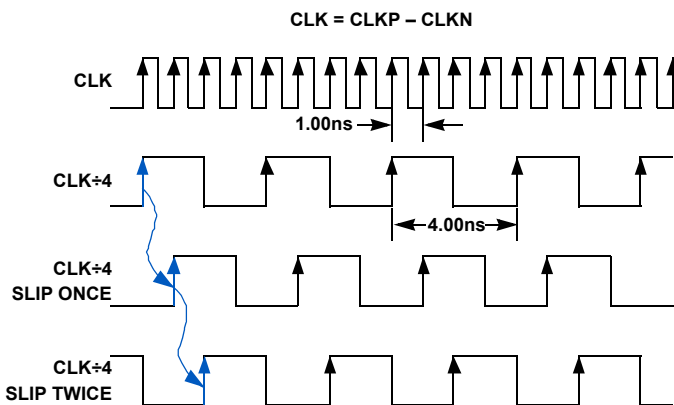 CLK = CLKP – CLKN
CLK
1.00ns
CLK÷4
4.00ns
CLK÷4
SLIP ONCE
CLK÷4
SLIP TWICE